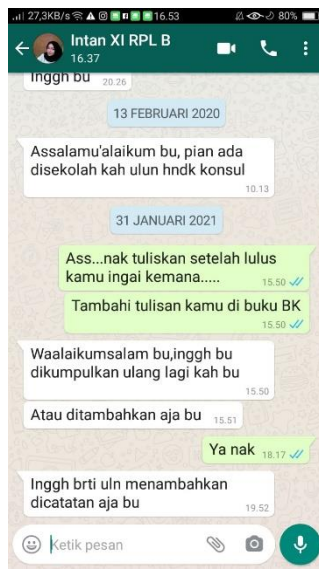 27,3KB/s 16.53 80%
Intan XI RPL B
16.37
Inggh bu 20.26
13 FEBRUARI 2020
Assalamu'alaikum bu, pian ada
disekolah kah ulun hndk konsul
10.13
31 JANUARI 2021
Ass...nak tuliskan setelah lulus
kamu ingai kemana..... 15.50
Tambahi tulisan kamu di buku BK
15.50
Waalaikumsalam bu,inggh bu
dikumpulkan ulang lagi kah bu
15.50
Atau ditambahkan aja bu 15.51
Ya nak 18.17
Inggh brti uln menambahkan
dicatatan aja bu 19.52
Ketik pesan